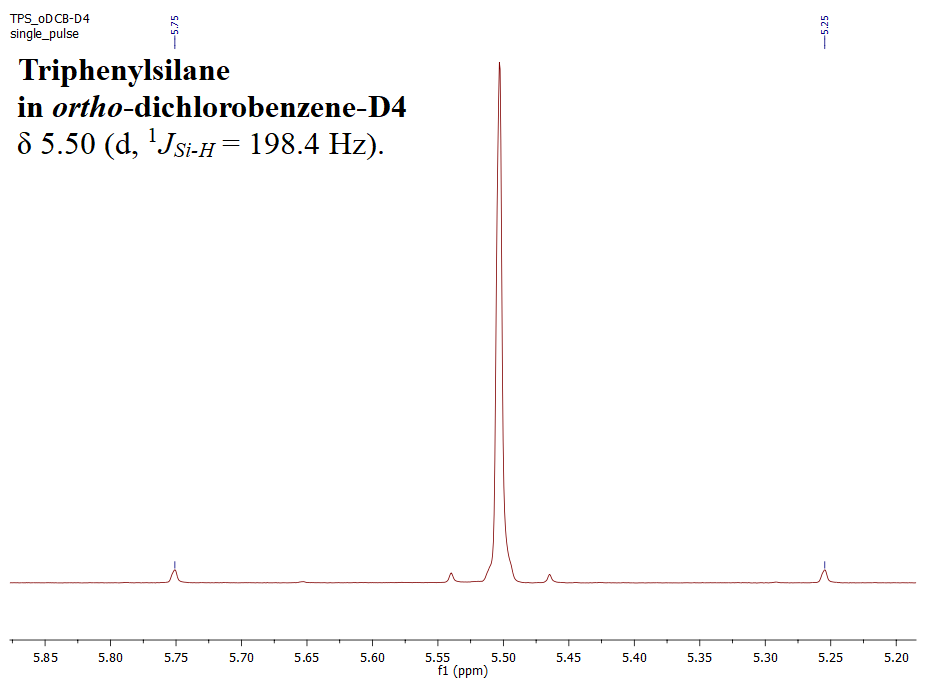 TPS_oDCB-D4
single_pulse
—5.75
—5.25
Triphenylsilane
in ortho-dichlorobenzene-D4
δ 5.50 (d, ¹J_Si-H = 198.4 Hz).
5.85 5.80 5.75 5.70 5.65 5.60 5.55 5.50 5.45 5.40 5.35 5.30 5.25 5.20
f1 (ppm)